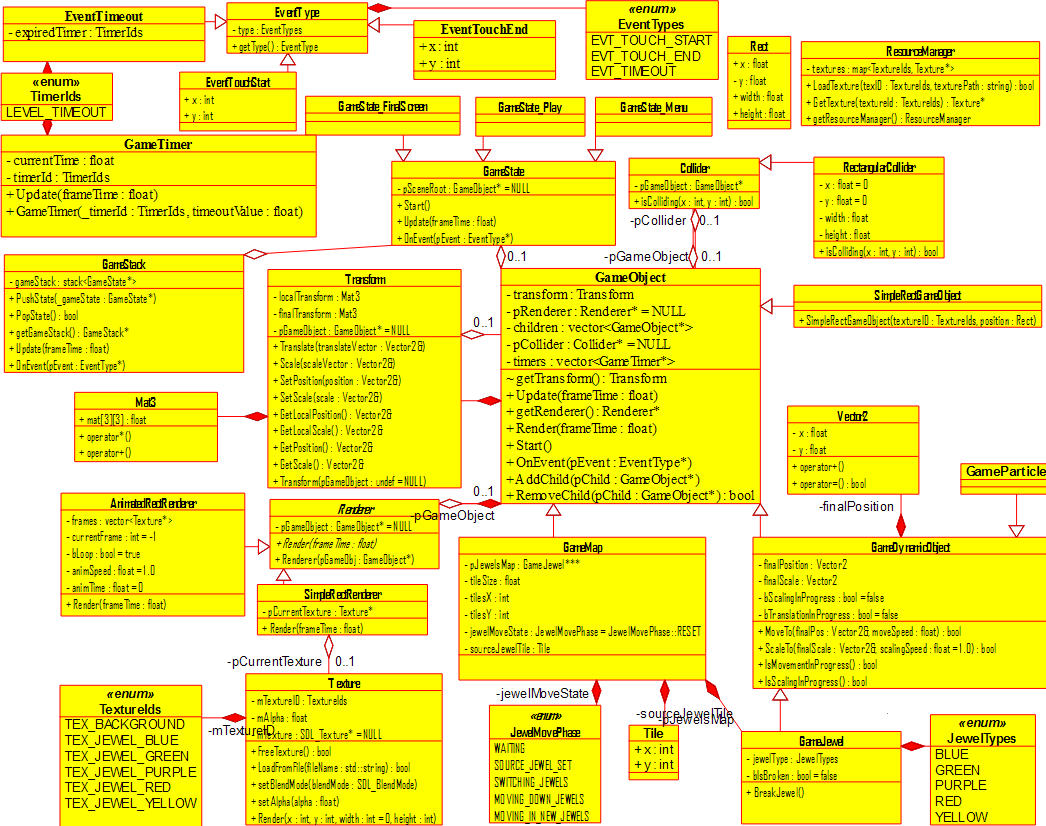 EventTimeout
- expiredTimer : TimerIds
EventType
- type : EventTypes
+ getType() : EventType
EventTouchEnd
+ x : int
+ y : int
«enum»
EventTypes
EVT_TOUCH_START
EVT_TOUCH_END
EVT_TIMEOUT
Rect
+ x : float
- y : float
+ width : float
+ height : float
ResourceManager
- textures : map<TextureIds, Texture*>
+ LoadTexture(texID : TextureIds, texturePath : string) : bool
+ GetTexture(textureId : TextureIds) : Texture*
+ getResourceManager() : ResourceManager
«enum»
TimerIds
LEVEL_TIMEOUT
EventTouchStart
+ x : int
+ y : int
GameState_FinalScreen
GameState_Play
GameState_Menu
GameTimer
- currentTime : float
- timerId : TimerIds
+ Update(frameTime : float)
+ GameTimer(_timerId : TimerIds, timeoutValue : float)
GameState
- pSceneRoot : GameObject* = NULL
+ Start()
+ Update(frameTime : float)
+ OnEvent(pEvent : EventType*)
Collider
- pGameObject : GameObject*
+ isColliding(x : int, y : int) : bool
RectangularCollider
- x : float = 0
- y : float = 0
- width : float
- height : float
+ isColliding(x : int, y : int) : bool
-pCollider
0..1
0..1
-pGameObject
0..1
GameStack
- gameStack : stack<GameState*>
+ PushState(_gameState : GameState*)
+ PopState() : bool
+ getGameStack() : GameStack*
+ Update(frameTime : float)
+ OnEvent(pEvent : EventType*)
Transform
- localTransform : Mat3
- finalTransform : Mat3
- pGameObject : GameObject* = NULL
+ Translate(translateVector : Vector2&)
+ Scale(scaleVector : Vector2&)
+ SetPosition(position : Vector2&)
+ SetScale(scale : Vector2&)
+ GetLocalPosition() : Vector2&
+ GetLocalScale() : Vector2&
+ GetPosition() : Vector2&
+ GetScale() : Vector2&
+ Transform(pGameObject : undef = NULL)
0..1
GameObject
- transform : Transform
- pRenderer : Renderer* = NULL
- children : vector<GameObject*>
- pCollider : Collider* = NULL
- timers : vector<GameTimer*>
~ getTransform() : Transform
+ Update(frameTime : float)
+ getRenderer() : Renderer*
+ Render(frameTime : float)
+ Start()
+ OnEvent(pEvent : EventType*)
+ AddChild(pChild : GameObject*)
+ RemoveChild(pChild : GameObject*) : bool
SimpleRectGameObject
+ SimpleRectGameObject(textureID : TextureIds, position : Rect)
Mat3
+ mat[3][3] : float
+ operator*()
+ operator+()
Vector2
- x : float
- y : float
+ operator+()
+ operator=() : bool
-finalPosition
GameParticle
0..1
-pGameObject
AnimatedRectRenderer
- frames : vector<Texture*>
- currentFrame : int = -1
- bLoop : bool = true
- animSpeed : float = 1.0
- animTime : float = 0
+ Render(frameTime : float)
Renderer
- pGameObject : GameObject* = NULL
+ Render(frameTime : float)
+ Renderer(pGameObj : GameObject*)
SimpleRectRenderer
- pCurrentTexture : Texture*
+ Render(frameTime : float)
-pCurrentTexture
0..1
GameMap
- pJewelsMap : GameJewel***
- tileSize : float
- tilesX : int
- tilesY : int
- jewelMoveState : JewelMovePhase = JewelMovePhase::RESET
- sourceJewelTile : Tile
GameDynamicObject
- finalPosition : Vector2
- finalScale : Vector2
- bScalingInProgress : bool = false
- bTranslationInProgress : bool = false
+ MoveTo(finalPos : Vector2&, moveSpeed : float) : bool
+ ScaleTo(finalScale : Vector2&, scalingSpeed : float = 1.0) : bool
+ IsMovementInProgress() : bool
+ IsScalingInProgress() : bool
«enum»
TextureIds
TEX_BACKGROUND
TEX_JEWEL_BLUE
TEX_JEWEL_GREEN
TEX_JEWEL_PURPLE
TEX_JEWEL_RED
TEX_JEWEL_YELLOW
-mTextureID
Texture
- mTextureID : TextureIds
- mAlpha : float
- mTexture : SDL_Texture* = NULL
+ FreeTexture() : bool
+ LoadFromFile(fileName : std::string) : bool
+ setBlendMode(blendMode : SDL_BlendMode)
+ setAlpha(alpha : float)
+ Render(x : int, y : int, width : int = 0, height : int)
-jewelMoveState
-sourceJewelTile
-pJewelsMap
«enum»
JewelMovePhase
WAITING
SOURCE_JEWEL_SET
SWITCHING_JEWELS
MOVING_DOWN_JEWELS
MOVING_IN_NEW_JEWELS
Tile
+ x : int
+ y : int
GameJewel
- jewelType : JewelTypes
- bIsBroken : bool = false
+ BreakJewel()
«enum»
JewelTypes
BLUE
GREEN
PURPLE
RED
YELLOW